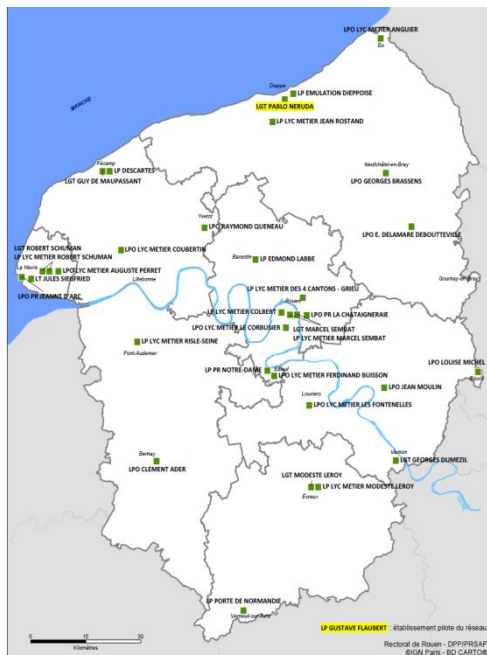 LPO LYC METIER ANGUIER
Eu
MANCHE
Dieppe
LP EMULATION DIEPPOISE
LGT PABLO NERUDA
LP LYC METIER JEAN ROSTAND
Fécamp
LP DESCARTES
LGT GUY DE MAUPASSANT
Neufchâtel-en-Bray
LPO GEORGES BRASSENS
Yvetot
LPO RAYMOND QUENEAU
LPO E. DELAMARE DEBOUTTEVILLE
LGT ROBERT SCHUMAN
LP LYC METIER ROBERT SCHUMAN
LPO LYC METIER COUBERTIN
Barentin
LP EDMOND LABBE
Le Havre
LPO LYC METIER AUGUSTE PERRET
LT JULES SIEGFRIED
Lillebonne
Gournay-en-Bray
LPO PR JEANNE D'ARC
LP LYC METIER DES 4 CANTONS - GRIEU
Rouen
LP LYC METIER COLBERT
LPO PR LA CHATAIGNERAIE
LPO LYC METIER LE CORBUSIER
LGT MARCEL SEMBAT
LP LYC METIER MARCEL SEMBAT
LP LYC METIER RISLE-SEINE
Pont-Audemer
LPO LOUISE MICHEL
LP PR NOTRE-DAME
Elbeuf
LPO LYC METIER FERDINAND BUISSON
LPO JEAN MOULIN
Louviers
LPO LYC METIER LES FONTENELLES
Bernay
LPO CLEMENT ADER
Vernon
LGT GEORGES DUMEZIL
LGT MODESTE LEROY
LP LYC METIER MODESTE LEROY
Évreux
LP PORTE DE NORMANDIE
Verneuil-sur-Avre
LP GUSTAVE FLAUBERT : établissement pilote du réseau
0 15 30
Kilomètres
Rectorat de Rouen - DPP/PRSAP
©IGN Paris - BD CARTO®